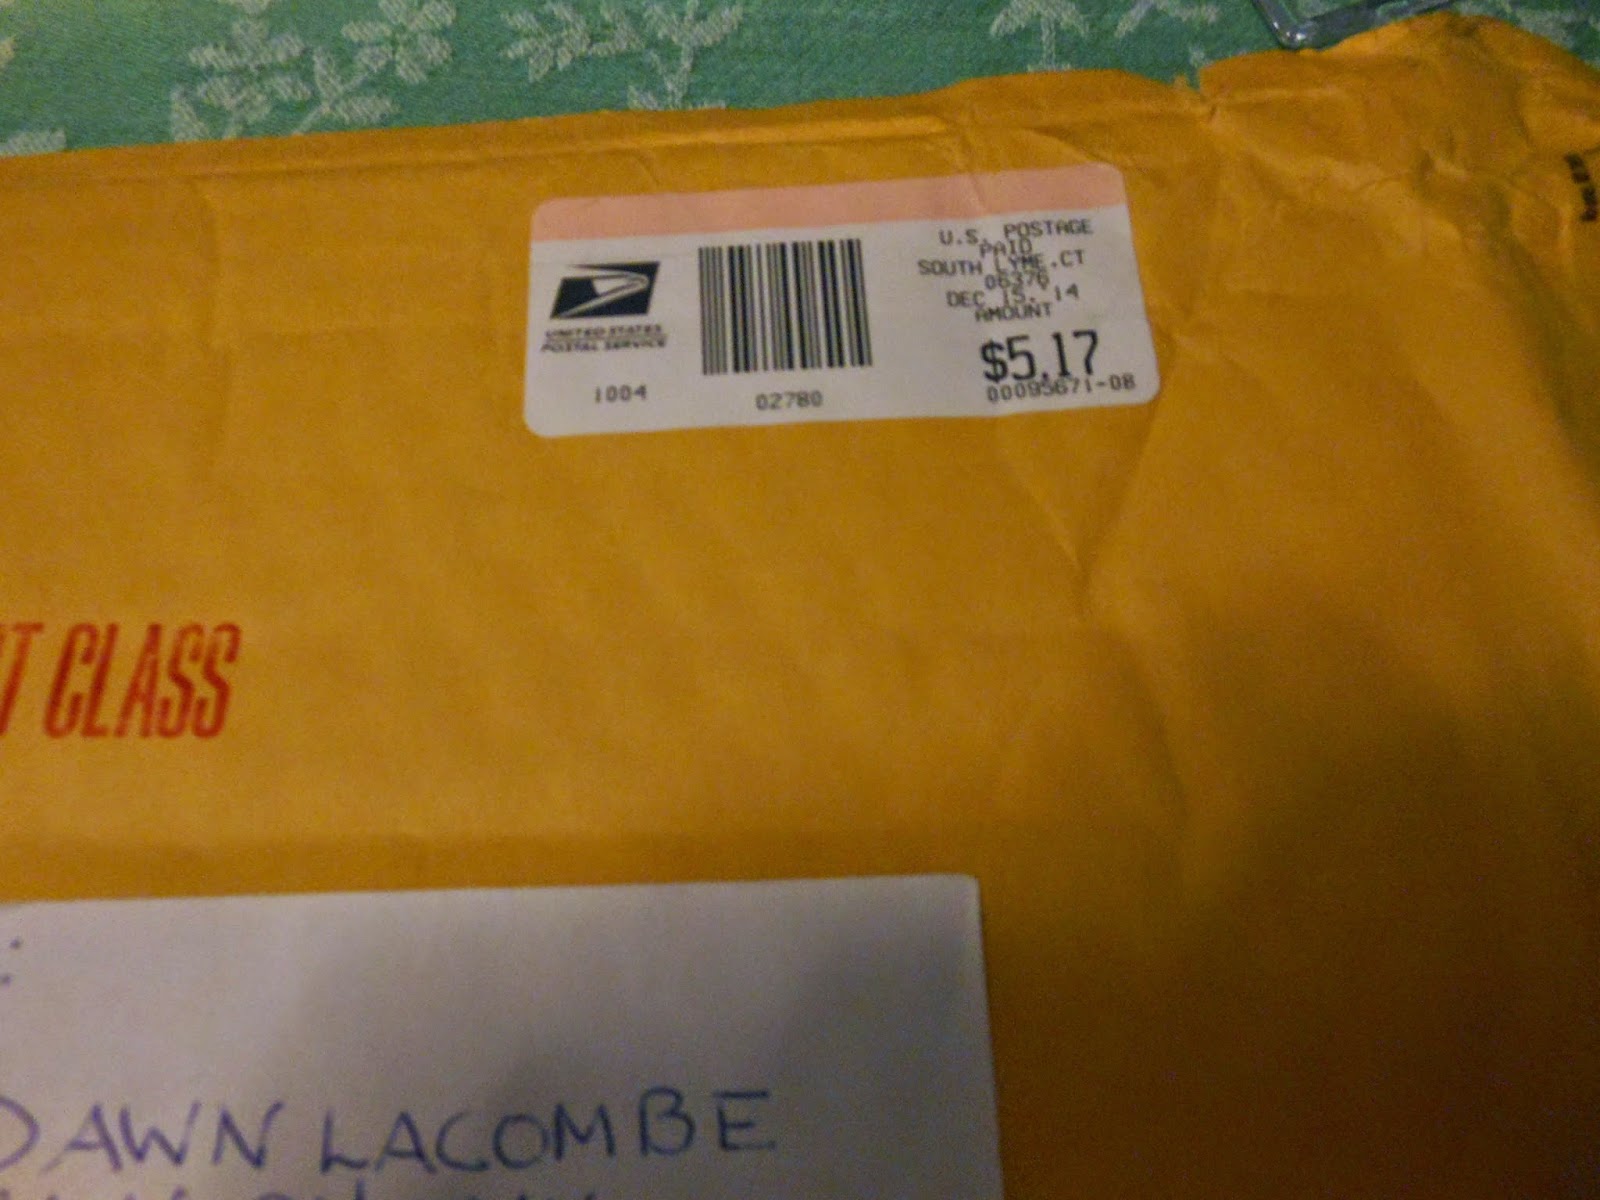 U.S. POSTAGE
PAID
SOUTH LYME, CT
06376
DEC 15, '14
AMOUNT
$5.17
00095671-08
UNITED STATES
POSTAL SERVICE
1004
02780
T CLASS
DAWN LACOMBE